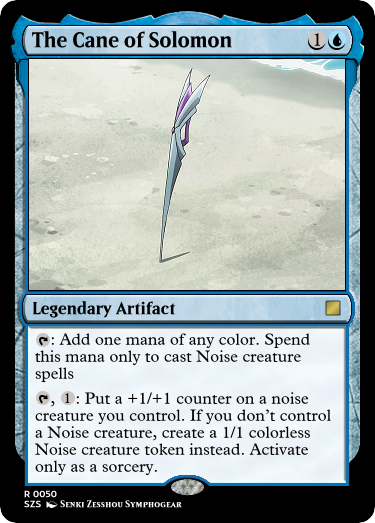 The Cane of Solomon 1
: Add one mana of any color. Spend
this mana only to cast Noise creature
spells
, 1: Put a +1/+1 counter on a noise
creature you control. If you don't control
a Noise creature, create a 1/1 colorless
Noise creature token instead. Activate
only as a sorcery.
Legendary Artifact
R 0050
SZS Senki Zesshou Symphogear